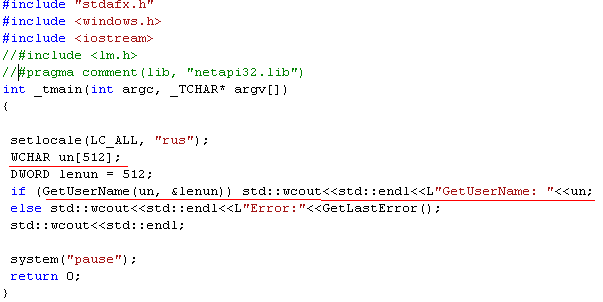 #include "stdafx.h"
#include <windows.h>
#include <iostream>
//#include <lm.h>
//#pragma comment(lib, "netapi32.lib")
int _tmain(int argc, _TCHAR* argv[])
{
setlocale(LC_ALL, "rus");
WCHAR un[512];
DWORD lenun = 512;
if (GetUserName(un, &lenun)) std::wcout<<std::endl<<L"GetUserName: "<<un;
else std::wcout<<std::endl<<L"Error:"<<GetLastError();
std::wcout<<std::endl;
system("pause");
return 0;
}